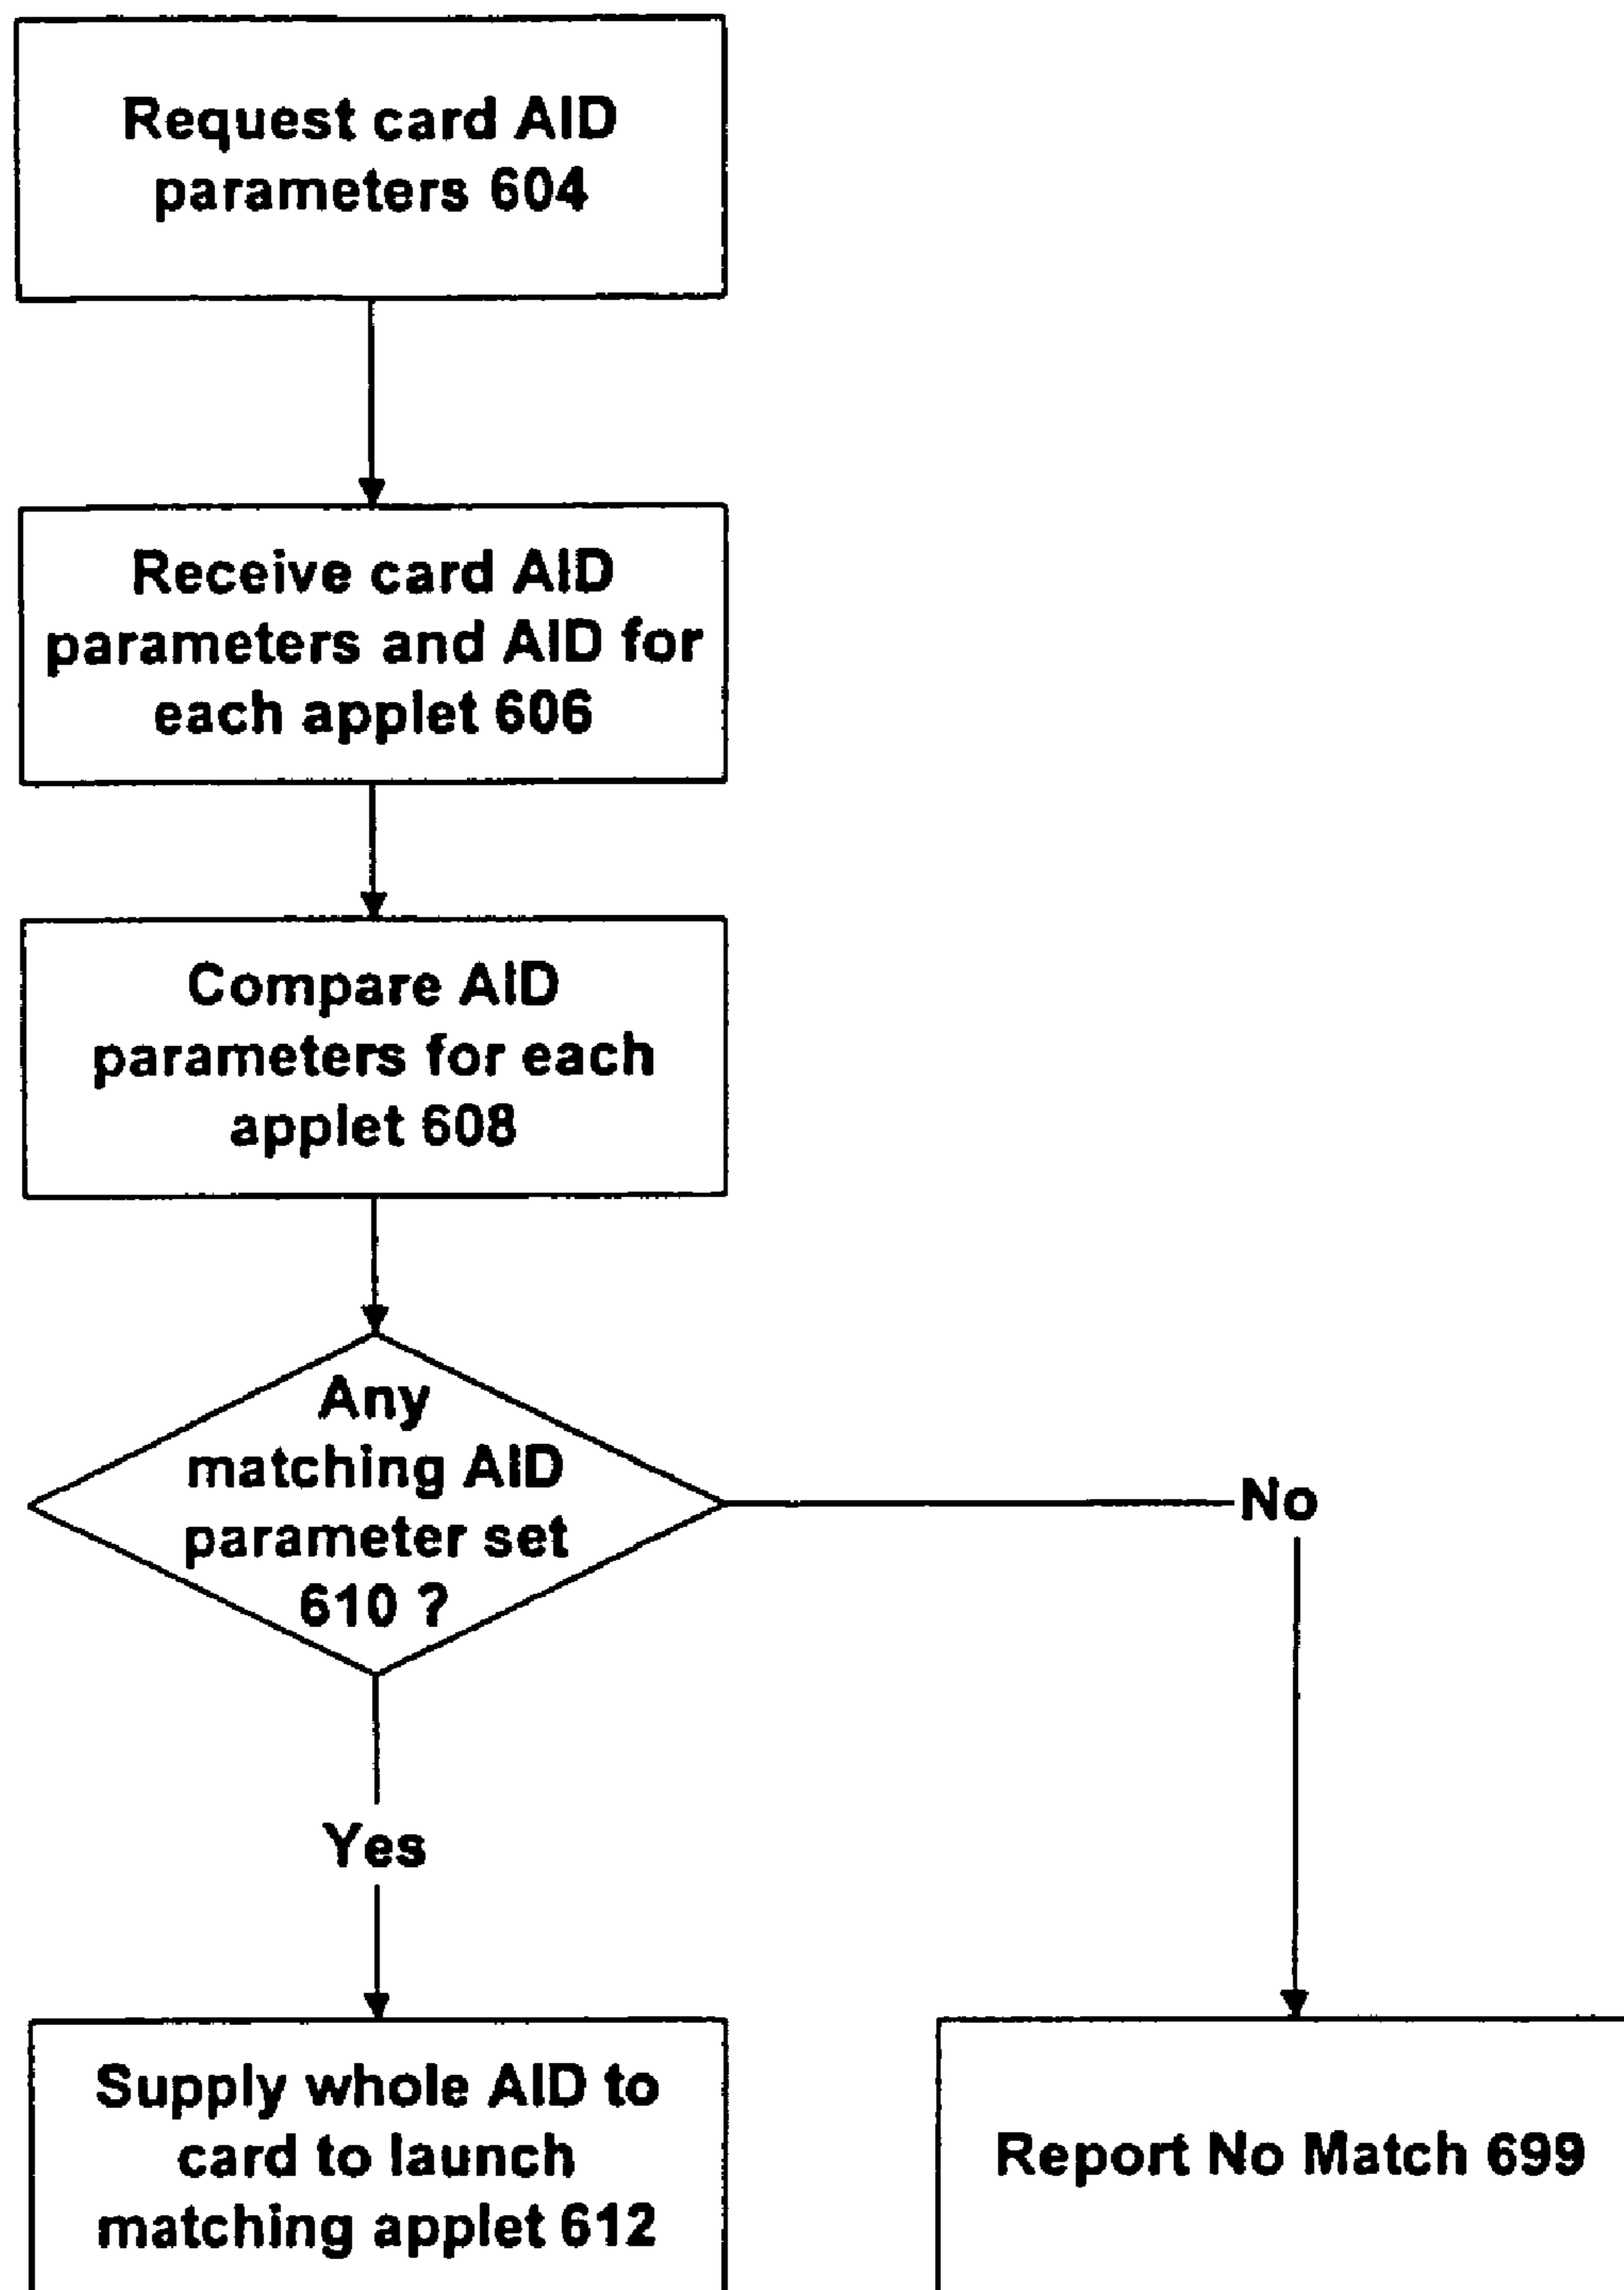 Request card AID
parameters 604
Receive card AID
parameters and AID for
each applet 606
Compare AID
parameters for each
applet 608
Any
matching AID
parameter set
610 ?
No
Yes
Supply whole AID to
card to launch
matching applet 612
Report No Match 699